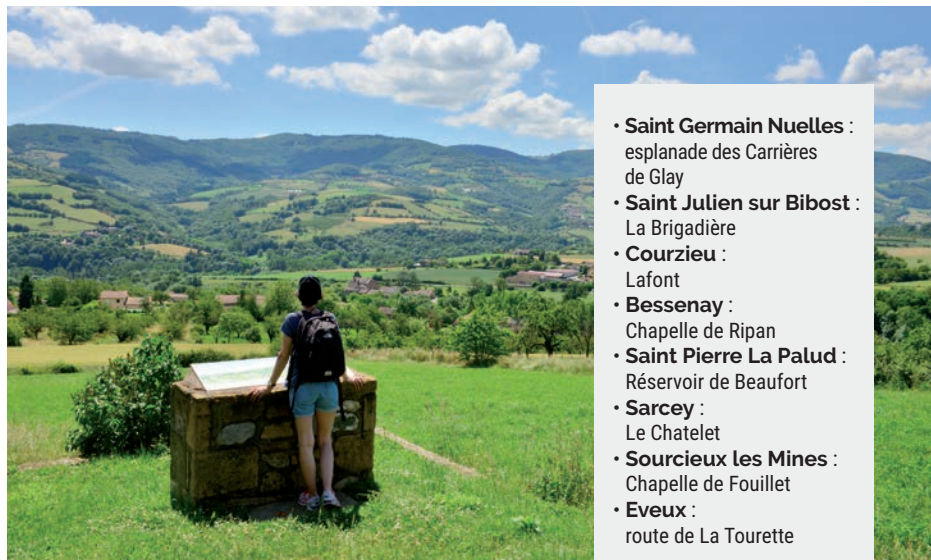 • Saint Germain Nuelles :
esplanade des Carrières
de Glay
• Saint Julien sur Bibost :
La Brigadière
• Courzieu :
Lafont
• Bessenay :
Chapelle de Ripan
• Saint Pierre La Palud :
Réservoir de Beaufort
• Sarcey :
Le Chatelet
• Sourcieux les Mines :
Chapelle de Fouillet
• Eveux :
route de La Tourette